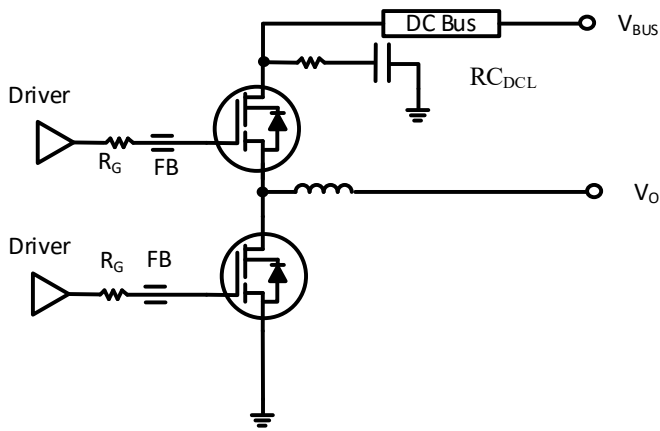 DC Bus
V_BUS
RC_DCL
Driver
R_G
FB
V_O
Driver
R_G
FB